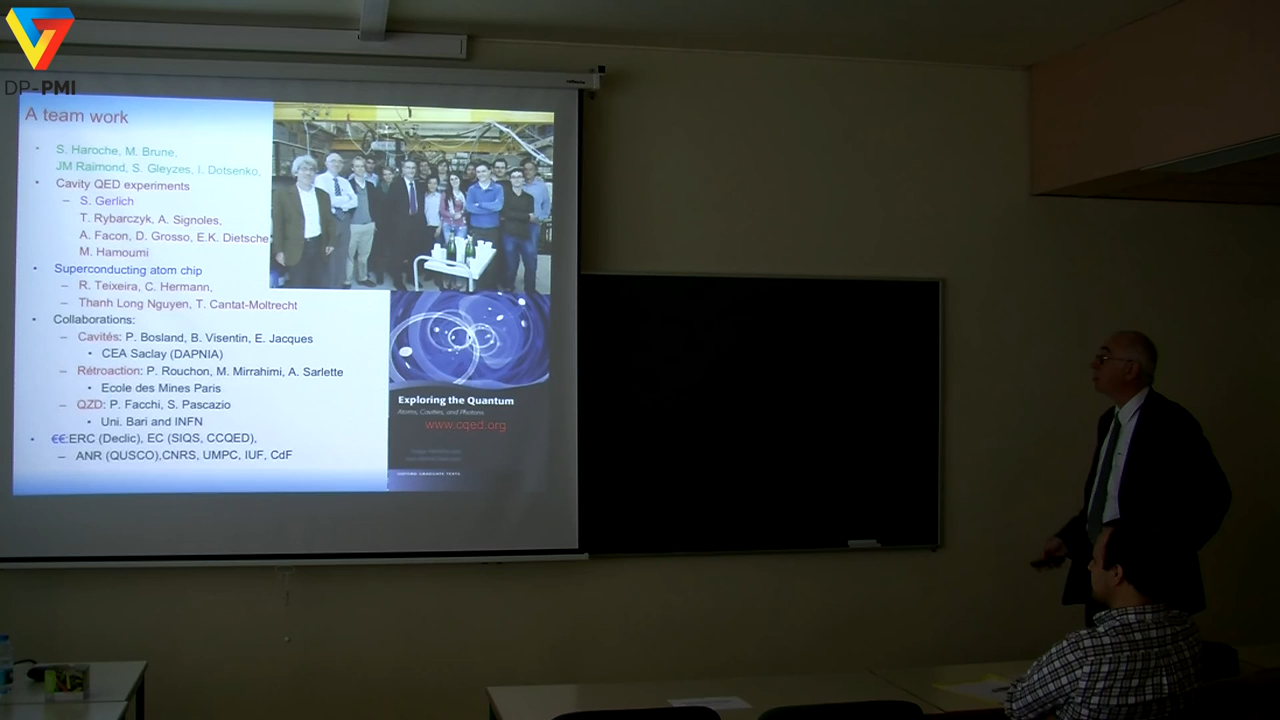 DP-PMI
A team work
S. Haroche, M. Brune,
JM Raimond, S. Gleyzes, I. Dotsenko,
Cavity QED experiments
– S. Gerlich
T. Rybarczyk, A. Signoles,
A. Facon, D. Grosso, E.K. Dietsche
M. Hamoumi
Superconducting atom chip
– R. Teixeira, C. Hermann,
– Thanh Long Nguyen, T. Cantat-Moltrecht
Collaborations:
– Cavités: P. Bosland, B. Visentin, E. Jacques
• CEA Saclay (DAPNIA)
– Rétroaction: P. Rouchon, M. Mirrahimi, A. Sarlette
• Ecole des Mines Paris
– QZD: P. Facchi, S. Pascazio
• Uni. Bari and INFN
€€:ERC (Declic), EC (SIQS, CCQED),
– ANR (QUSCO),CNRS, UMPC, IUF, CdF
Exploring the Quantum
Atoms, Cavities, and Photons
www.cqed.org
OXFORD GRADUATE TEXTS